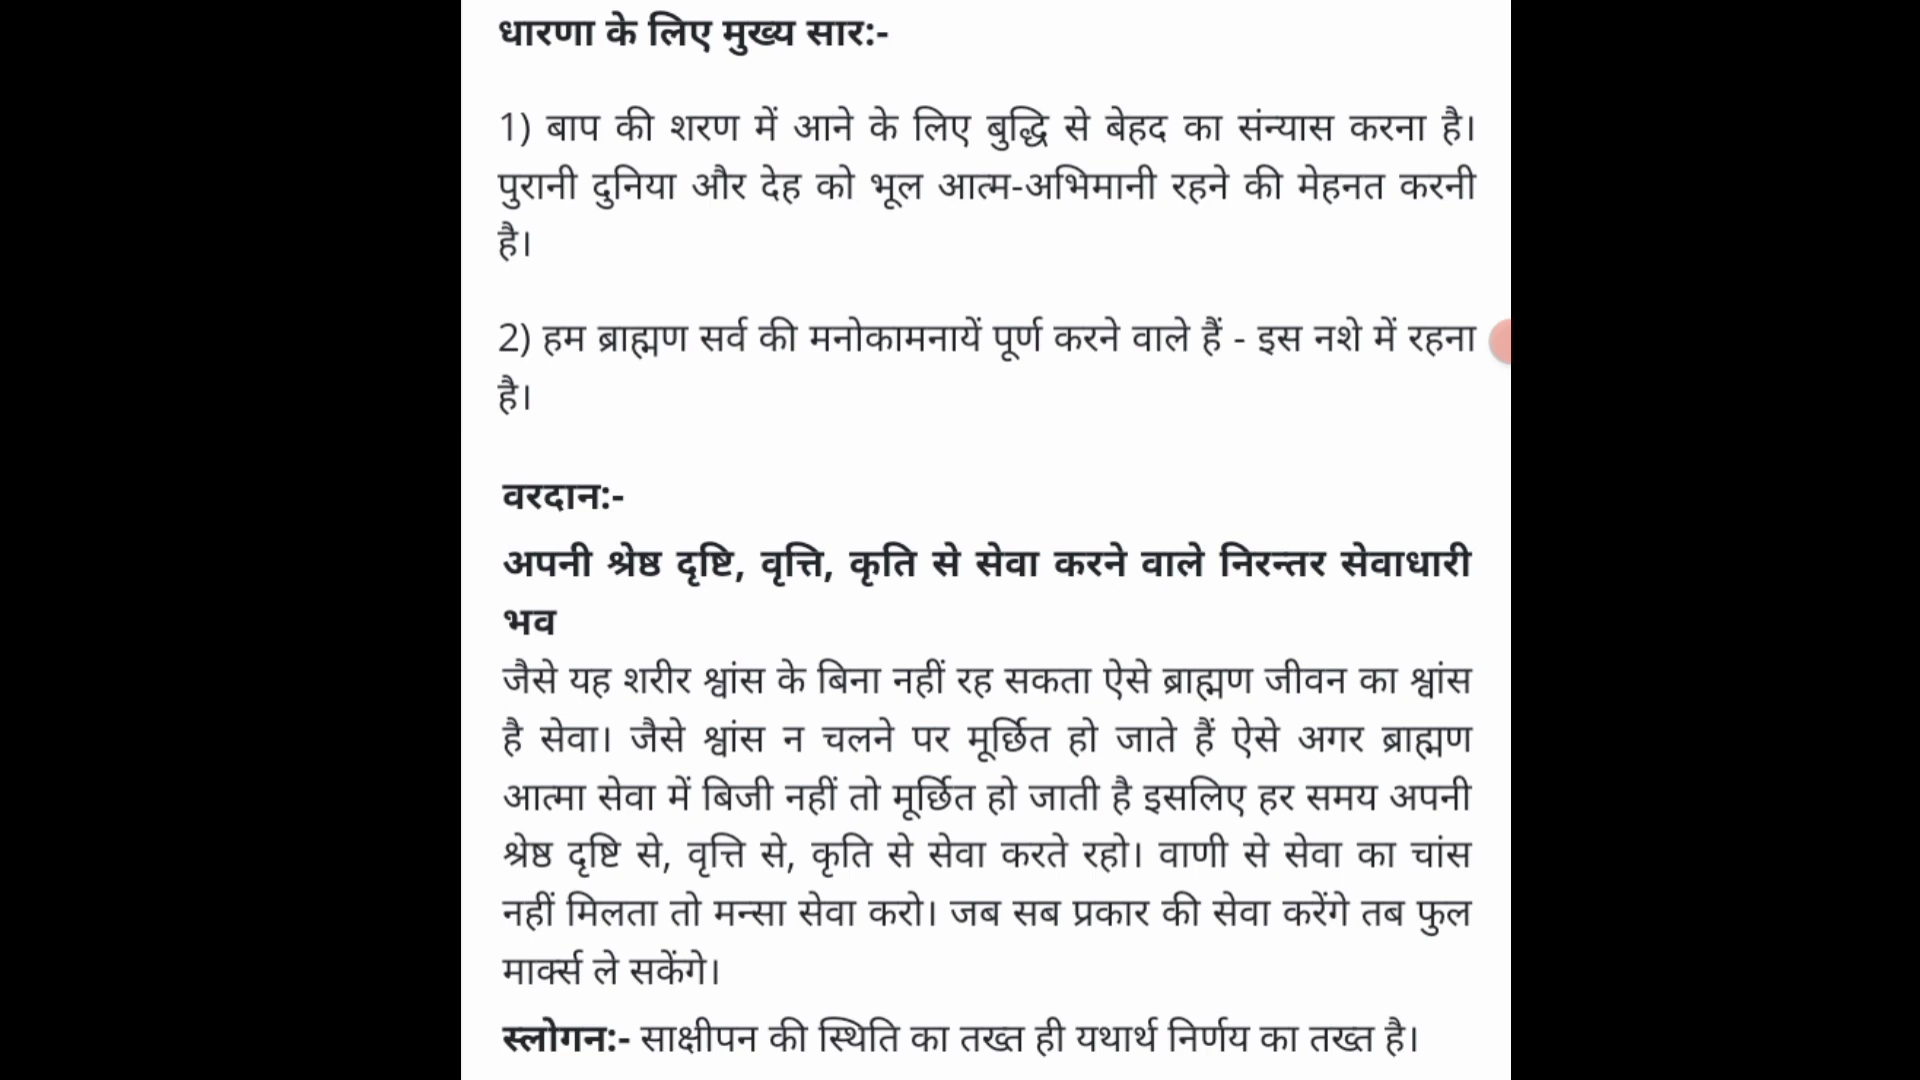 धारणा के लिए मुख्य सार:-
1) बाप की शरण में आने के लिए बुद्धि से बेहद का संन्यास करना है।
पुरानी दुनिया और देह को भूल आत्म-अभिमानी रहने की मेहनत करनी
है।
2) हम ब्राह्मण सर्व की मनोकामनायें पूर्ण करने वाले हैं - इस नशे में रहना
है।
वरदान:-
अपनी श्रेष्ठ दृष्टि, वृत्ति, कृति से सेवा करने वाले निरन्तर सेवाधारी
भव
जैसे यह शरीर श्वांस के बिना नहीं रह सकता ऐसे ब्राह्मण जीवन का श्वांस
है सेवा। जैसे श्वांस न चलने पर मूर्छित हो जाते हैं ऐसे अगर ब्राह्मण
आत्मा सेवा में बिजी नहीं तो मूर्छित हो जाती है इसलिए हर समय अपनी
श्रेष्ठ दृष्टि से, वृत्ति से, कृति से सेवा करते रहो। वाणी से सेवा का चांस
नहीं मिलता तो मन्सा सेवा करो। जब सब प्रकार की सेवा करेंगे तब फुल
मार्क्स ले सकेंगे।
स्लोगन:- साक्षीपन की स्थिति का तख्त ही यथार्थ निर्णय का तख्त है।